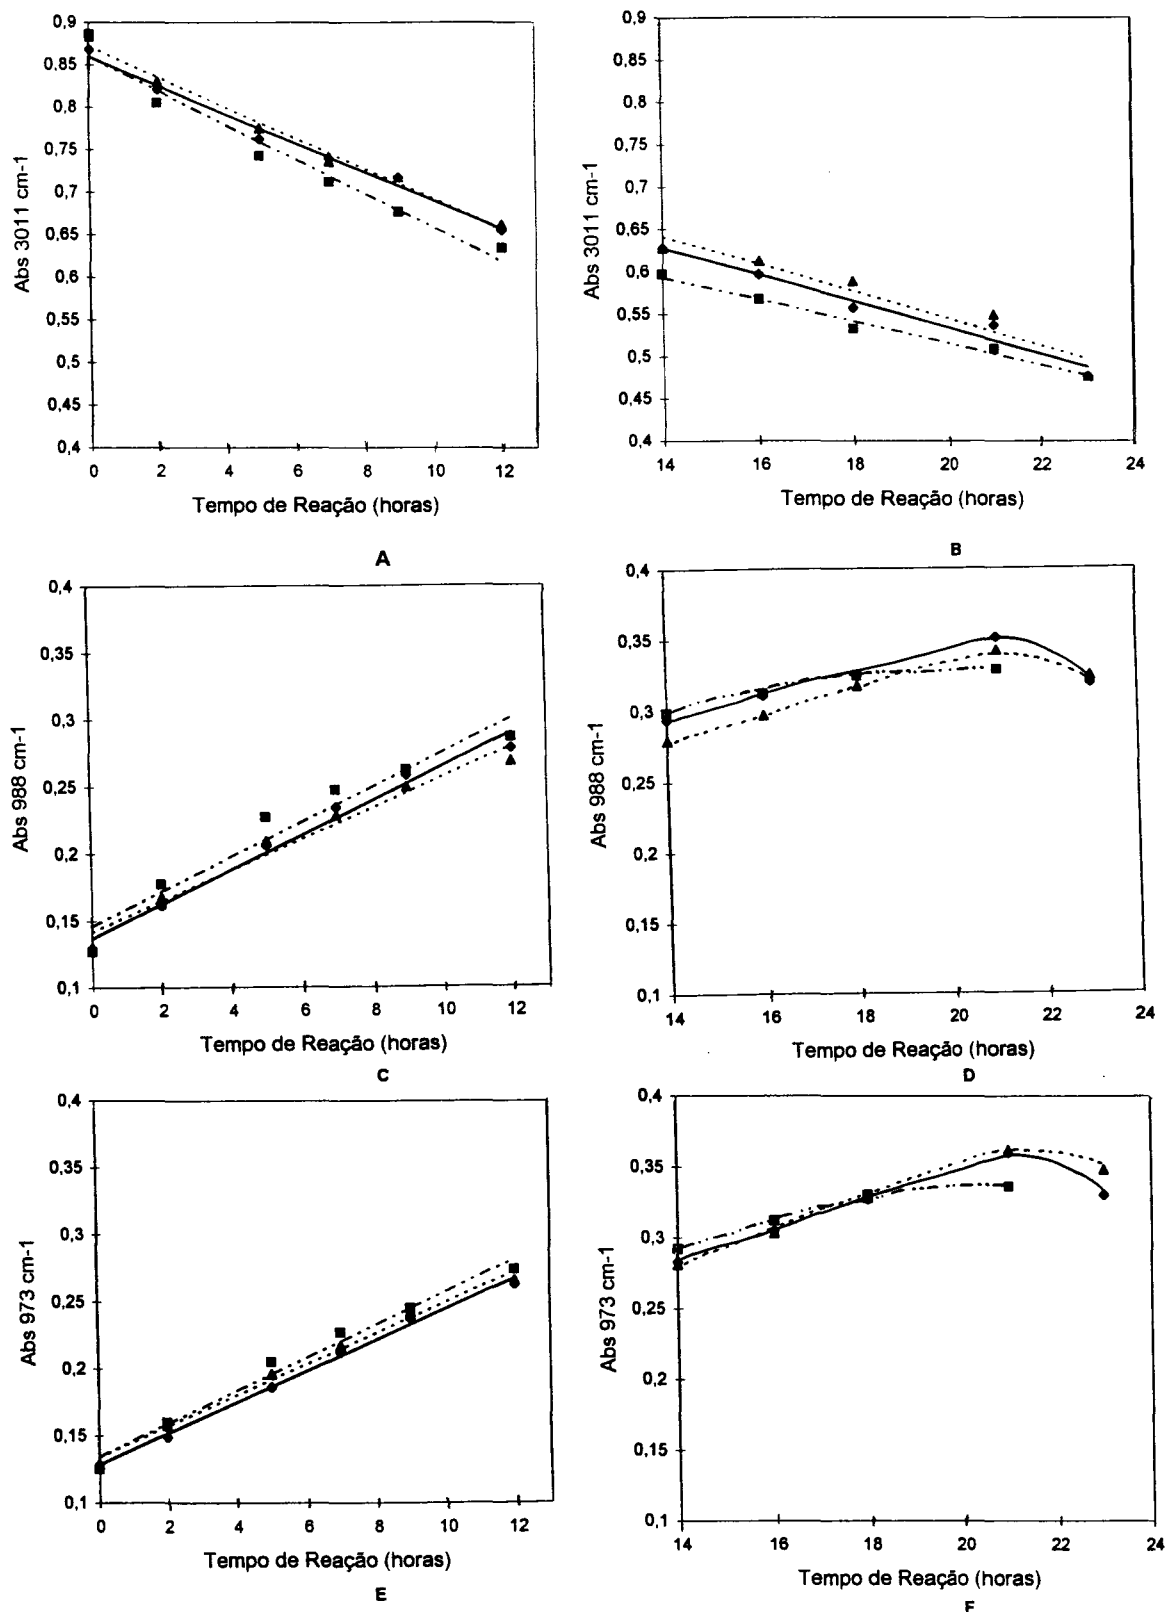 0,9
0,85
0,8
0,75
0,7
0,65
0,6
0,55
0,5
0,45
0,4
Abs 3011 cm-1
0 2 4 6 8 10 12
Tempo de Reação (horas)
A
0,9
0,85
0,8
0,75
0,7
0,65
0,6
0,55
0,5
0,45
0,4
Abs 3011 cm-1
14 16 18 20 22 24
Tempo de Reação (horas)
B
0,4
0,35
0,3
0,25
0,2
0,15
0,1
Abs 988 cm-1
0 2 4 6 8 10 12
Tempo de Reação (horas)
C
0,4
0,35
0,3
0,25
0,2
0,15
0,1
Abs 988 cm-1
14 16 18 20 22 24
Tempo de Reação (horas)
D
0,4
0,35
0,3
0,25
0,2
0,15
0,1
Abs 973 cm-1
0 2 4 6 8 10 12
Tempo de Reação (horas)
E
0,4
0,35
0,3
0,25
0,2
0,15
0,1
Abs 973 cm-1
14 16 18 20 22 24
Tempo de Reação (horas)
F